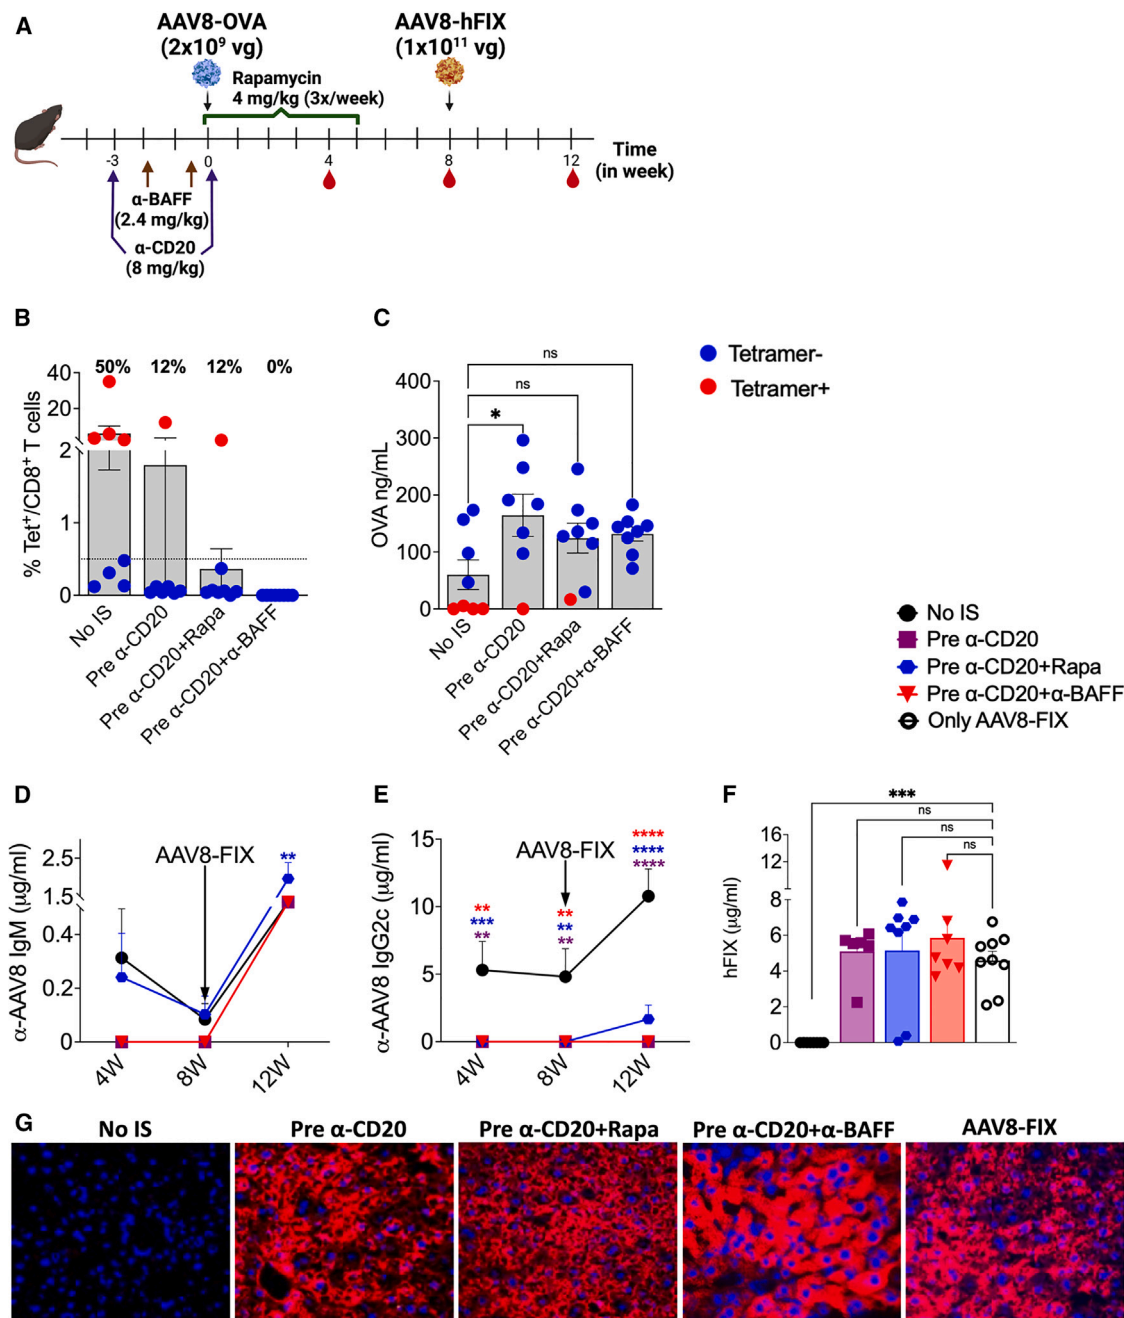 A
AAV8-OVA
(2x10⁹ vg)
AAV8-hFIX
(1x10¹¹ vg)
Rapamycin
4 mg/kg (3x/week)
-3
0
4
8
12
Time
(in week)
α-BAFF
(2.4 mg/kg)
α-CD20
(8 mg/kg)
B
50%
12%
12%
0%
% Tet⁺/CD8⁺ T cells
40
20
2
1
0
No IS
Pre α-CD20
Pre α-CD20+Rapa
Pre α-CD20+α-BAFF
C
OVA ng/mL
400
300
200
100
0
ns
ns
*
No IS
Pre α-CD20
Pre α-CD20+Rapa
Pre α-CD20+α-BAFF
Tetramer-
Tetramer+
No IS
Pre α-CD20
Pre α-CD20+Rapa
Pre α-CD20+α-BAFF
Only AAV8-FIX
D
α-AAV8 IgM (µg/ml)
2.5
1.5
0.4
0.2
0
AAV8-FIX
**
4W
8W
12W
E
α-AAV8 IgG2c (µg/ml)
15
10
5
0
AAV8-FIX
**
***
**
**
**
**
****
****
****
4W
8W
12W
F
hFIX (µg/ml)
16
12
8
6
4
2
0
***
ns
ns
ns
G
No IS
Pre α-CD20
Pre α-CD20+Rapa
Pre α-CD20+α-BAFF
AAV8-FIX